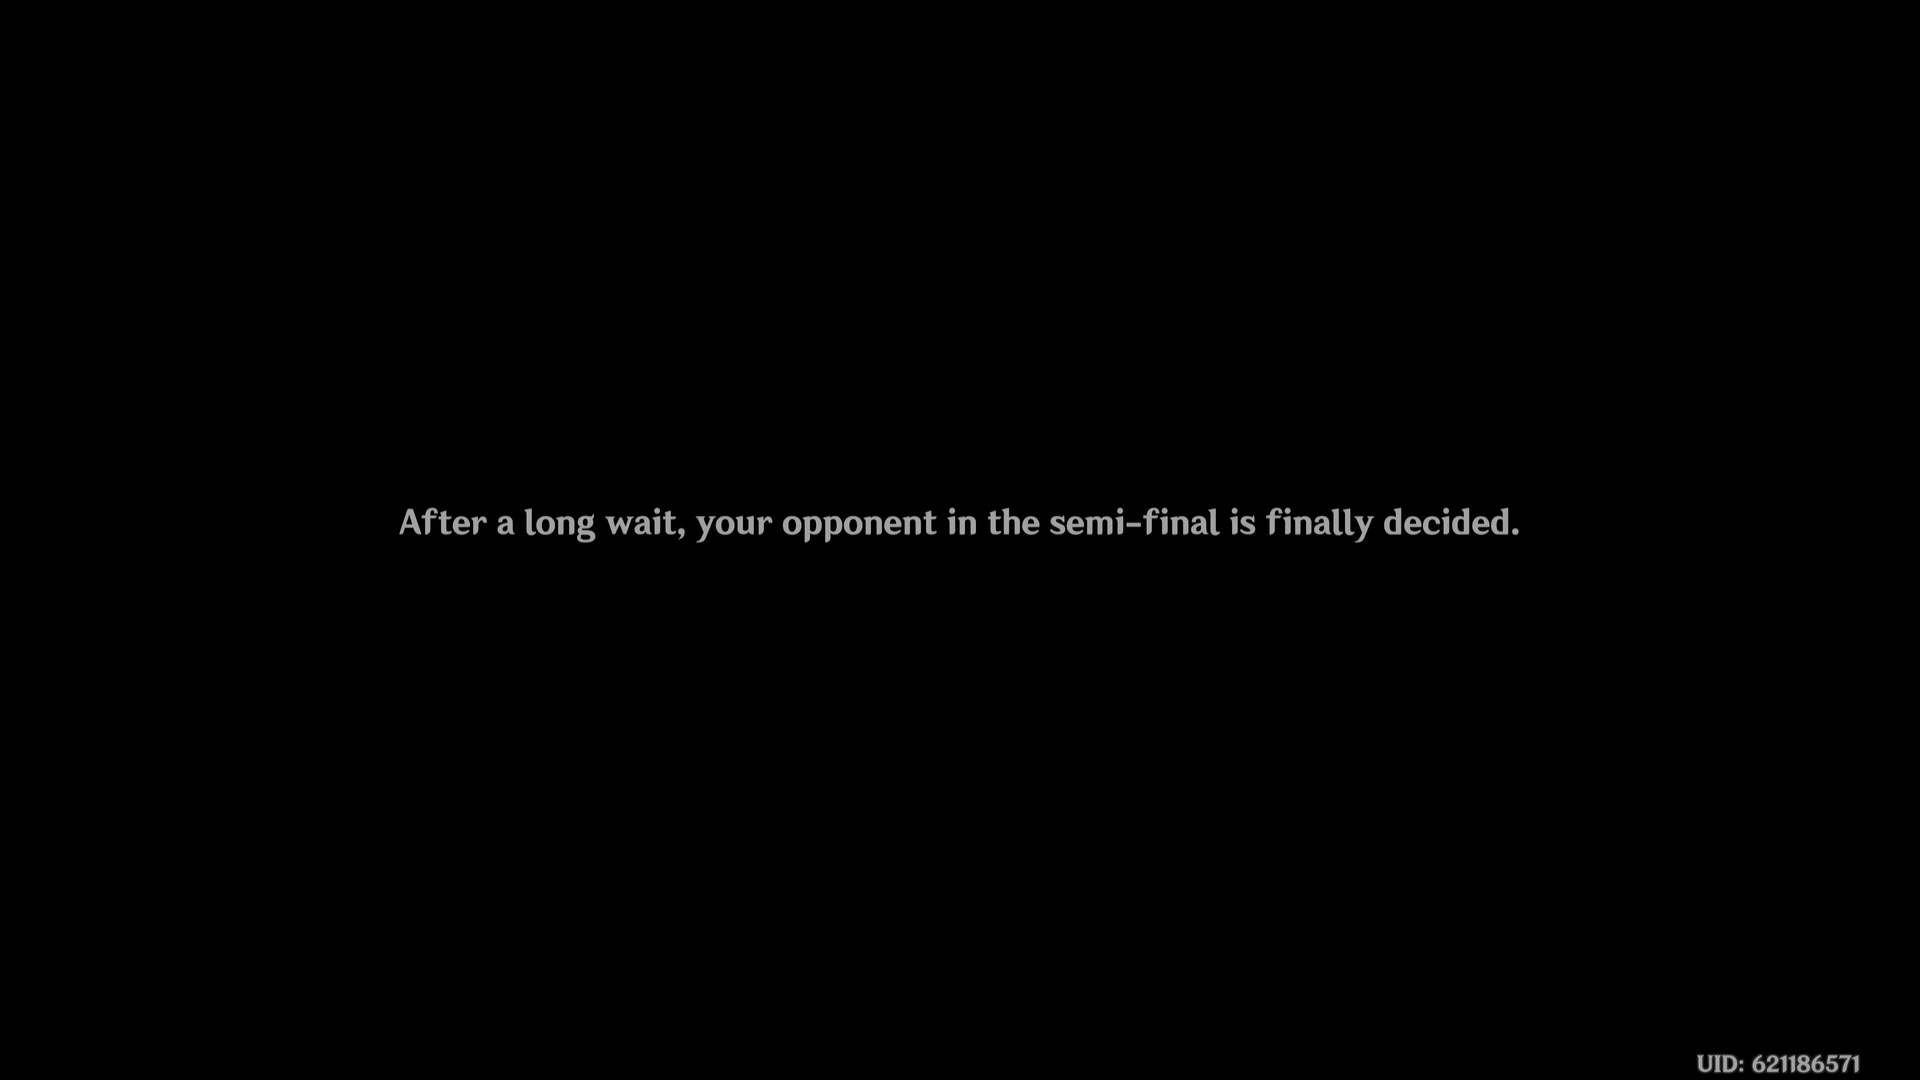 After a long wait, your opponent in the semi-final is finally decided.
UID: 621186571